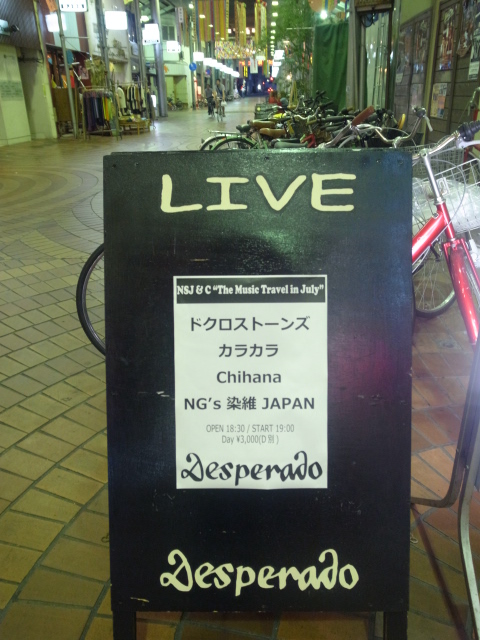 LIVE
NSJ & C "The Music Travel in July"
ドクロストーンズ
カラカラ
Chihana
NG's 染維 JAPAN
OPEN 18:30 / START 19:00
Day ¥3,000(D別)
Desperado
Desperado